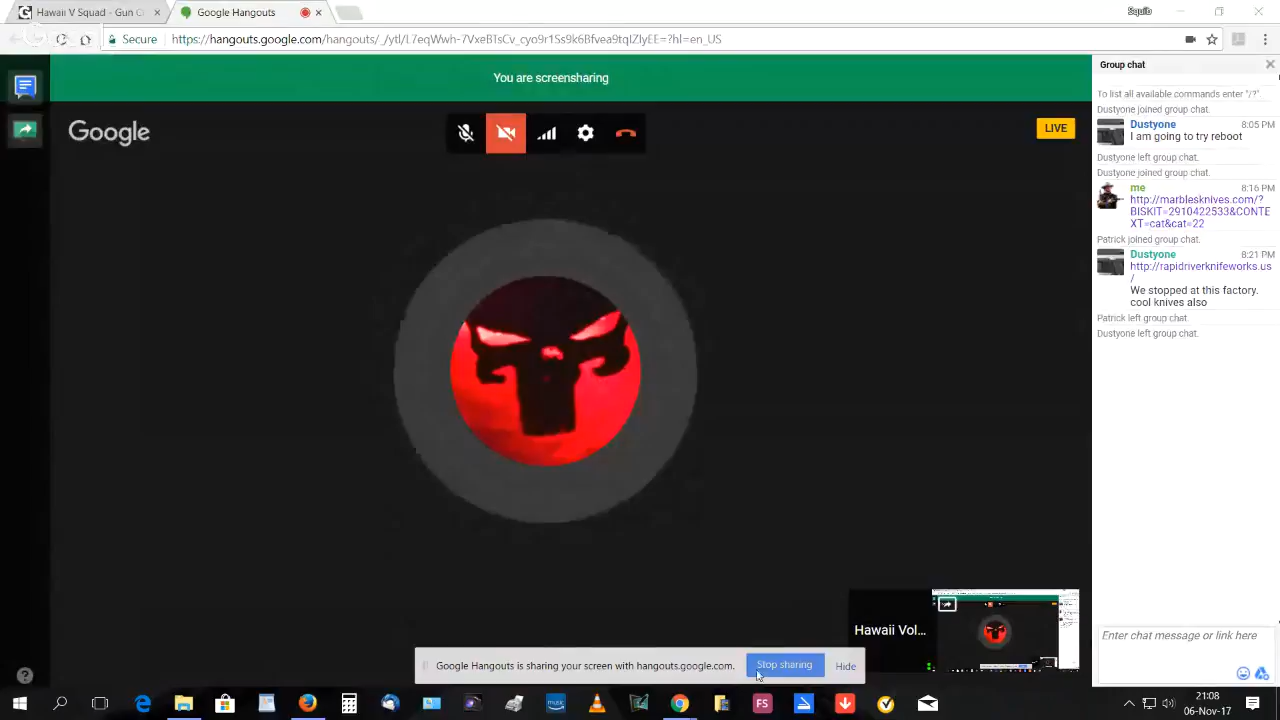 Hawaii V Squad - Gun C
Google Hangouts
Squib
Secure
https://hangouts.google.com/hangouts/_/ytl/L7eqWwh-7VxeB1sCv_cyo9r1Ss9k6Bfvea9tqIZIyEE=?hl=en_US
You are screensharing
Google
LIVE
Group chat
To list all available commands enter "/?".
Dustyone joined group chat.
Dustyone 8:05 PM
I am going to try reboot
Dustyone left group chat.
Dustyone joined group chat.
me 8:16 PM
http://marblesknives.com/?
BISKIT=2910422533&CONTE
XT=cat&cat=22
Patrick joined group chat.
Dustyone 8:21 PM
http://rapidriverknifeworks.us
/
We stopped at this factory.
cool knives also
Patrick left group chat.
Dustyone left group chat.
Hawaii Vol...
Google Hangouts is sharing your screen with hangouts.google.com.
Stop sharing
Hide
Enter chat message or link here
FS
21:08
06-Nov-17